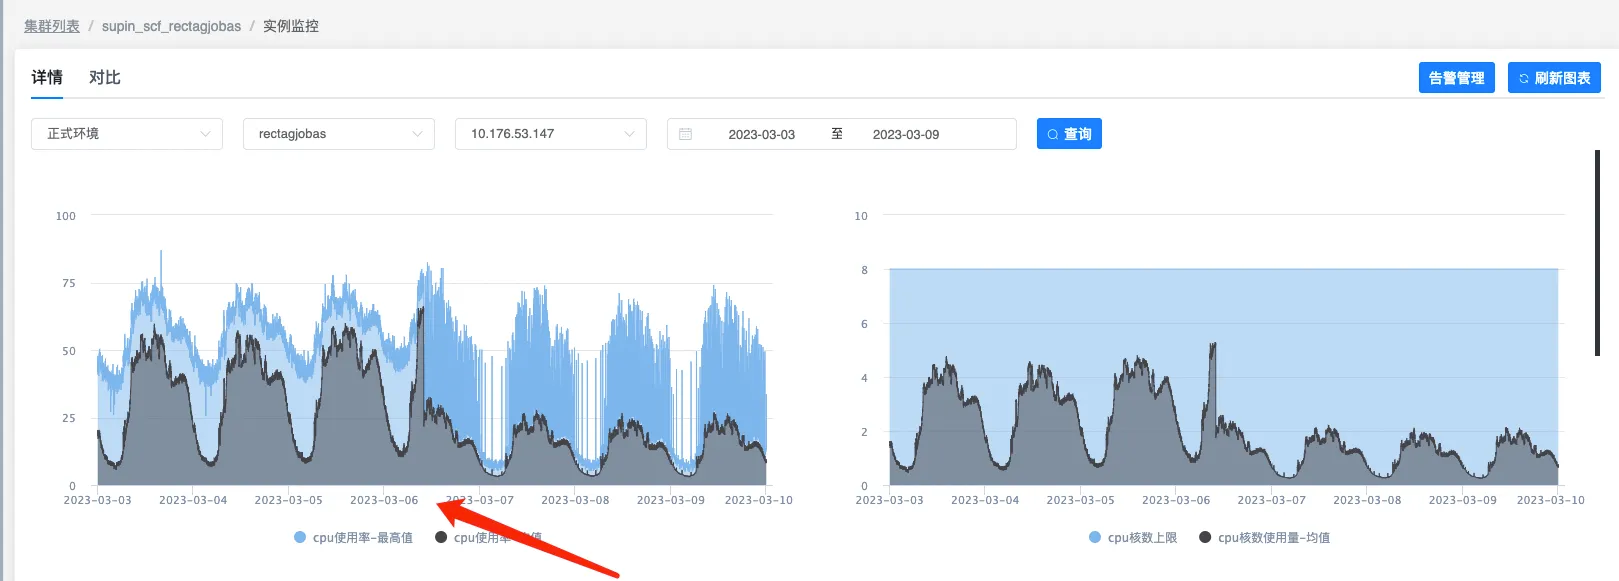 集群列表 / supin_scf_rectagjobas / 实例监控
详情 对比
告警管理 刷新图表
正式环境 rectagjobas 10.176.53.147 2023-03-03 至 2023-03-09 查询
100
75
50
25
0
2023-03-03 2023-03-04 2023-03-05 2023-03-06 2023-03-07 2023-03-08 2023-03-09 2023-03-10
cpu使用率-最高值 cpu使用率 值
10
8
6
4
2
0
2023-03-03 2023-03-04 2023-03-05 2023-03-06 2023-03-07 2023-03-08 2023-03-09 2023-03-10
cpu核数上限 cpu核数使用量-均值